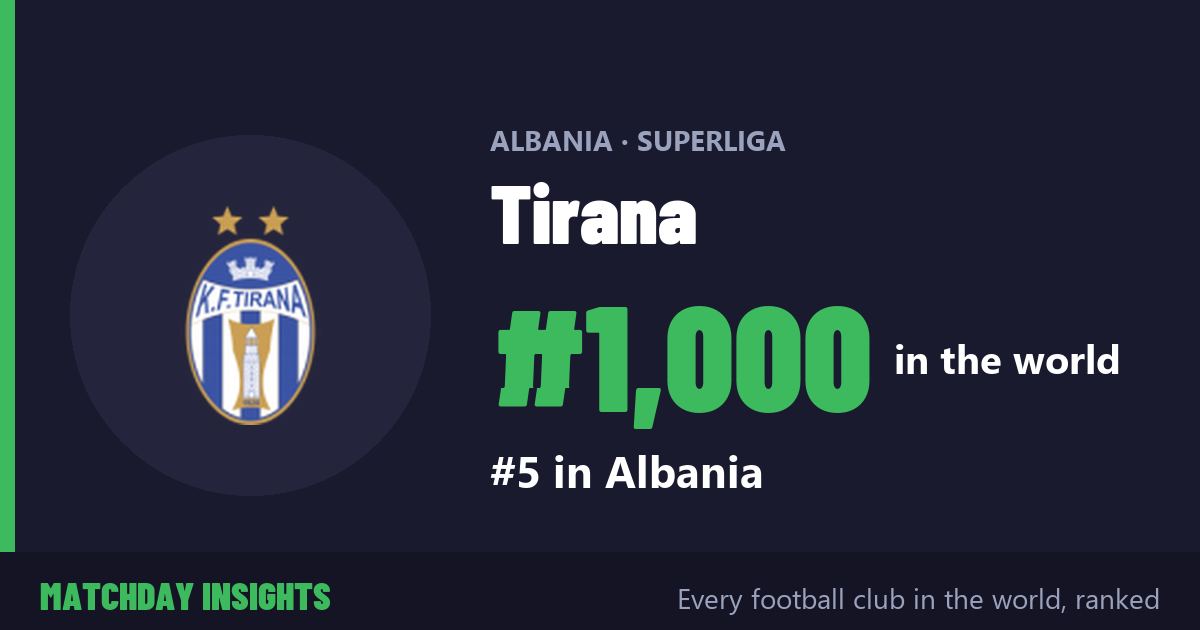 ALBANIA · SUPERLIGA
Tirana
K.F.TIRANA
#1,000 in the world
#5 in Albania
MATCHDAY INSIGHTS
Every football club in the world, ranked